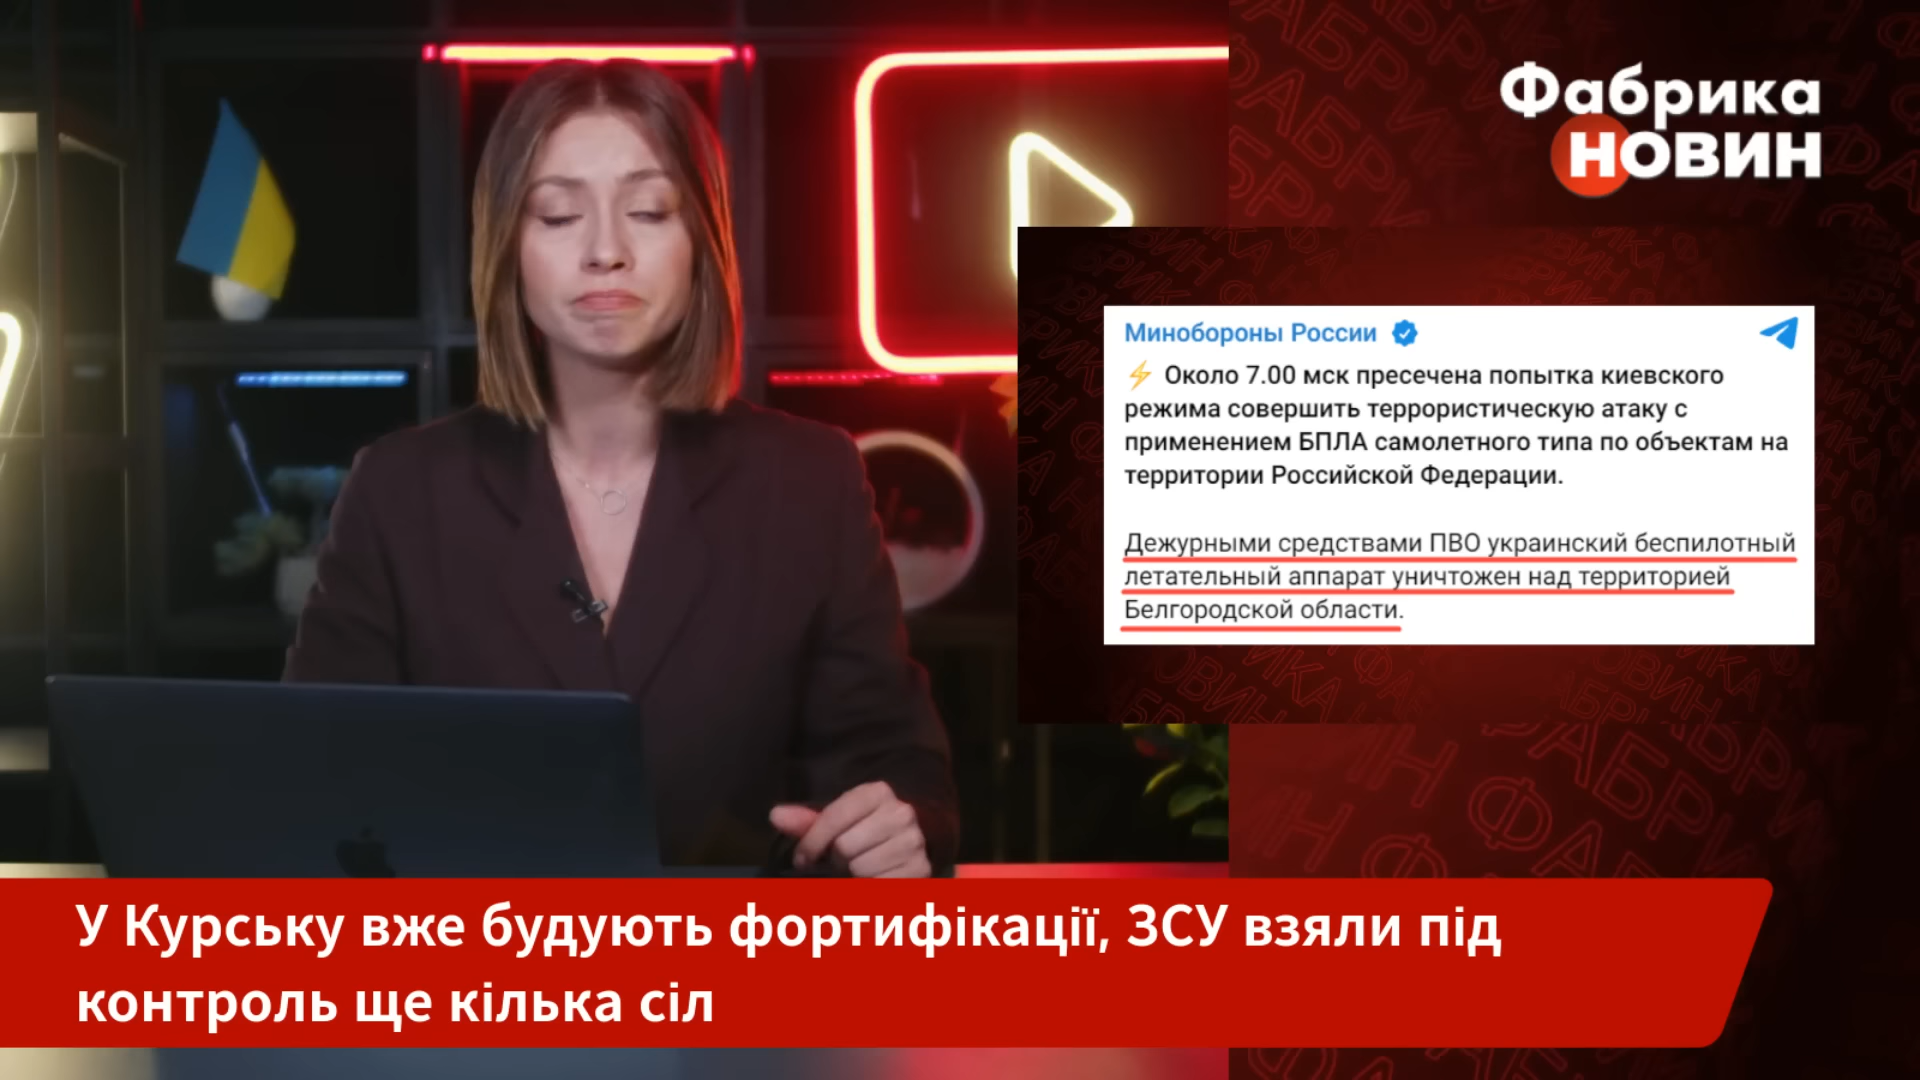 Фабрика
НОВИН
Минобороны России
⚡ Около 7.00 мск пресечена попытка киевского
режима совершить террористическую атаку с
применением БПЛА самолетного типа по объектам на
территории Российской Федерации.
Дежурными средствами ПВО украинский беспилотный
летательный аппарат уничтожен над территорией
Белгородской области.
У Курську вже будують фортифікації, ЗСУ взяли під
контроль ще кілька сіл